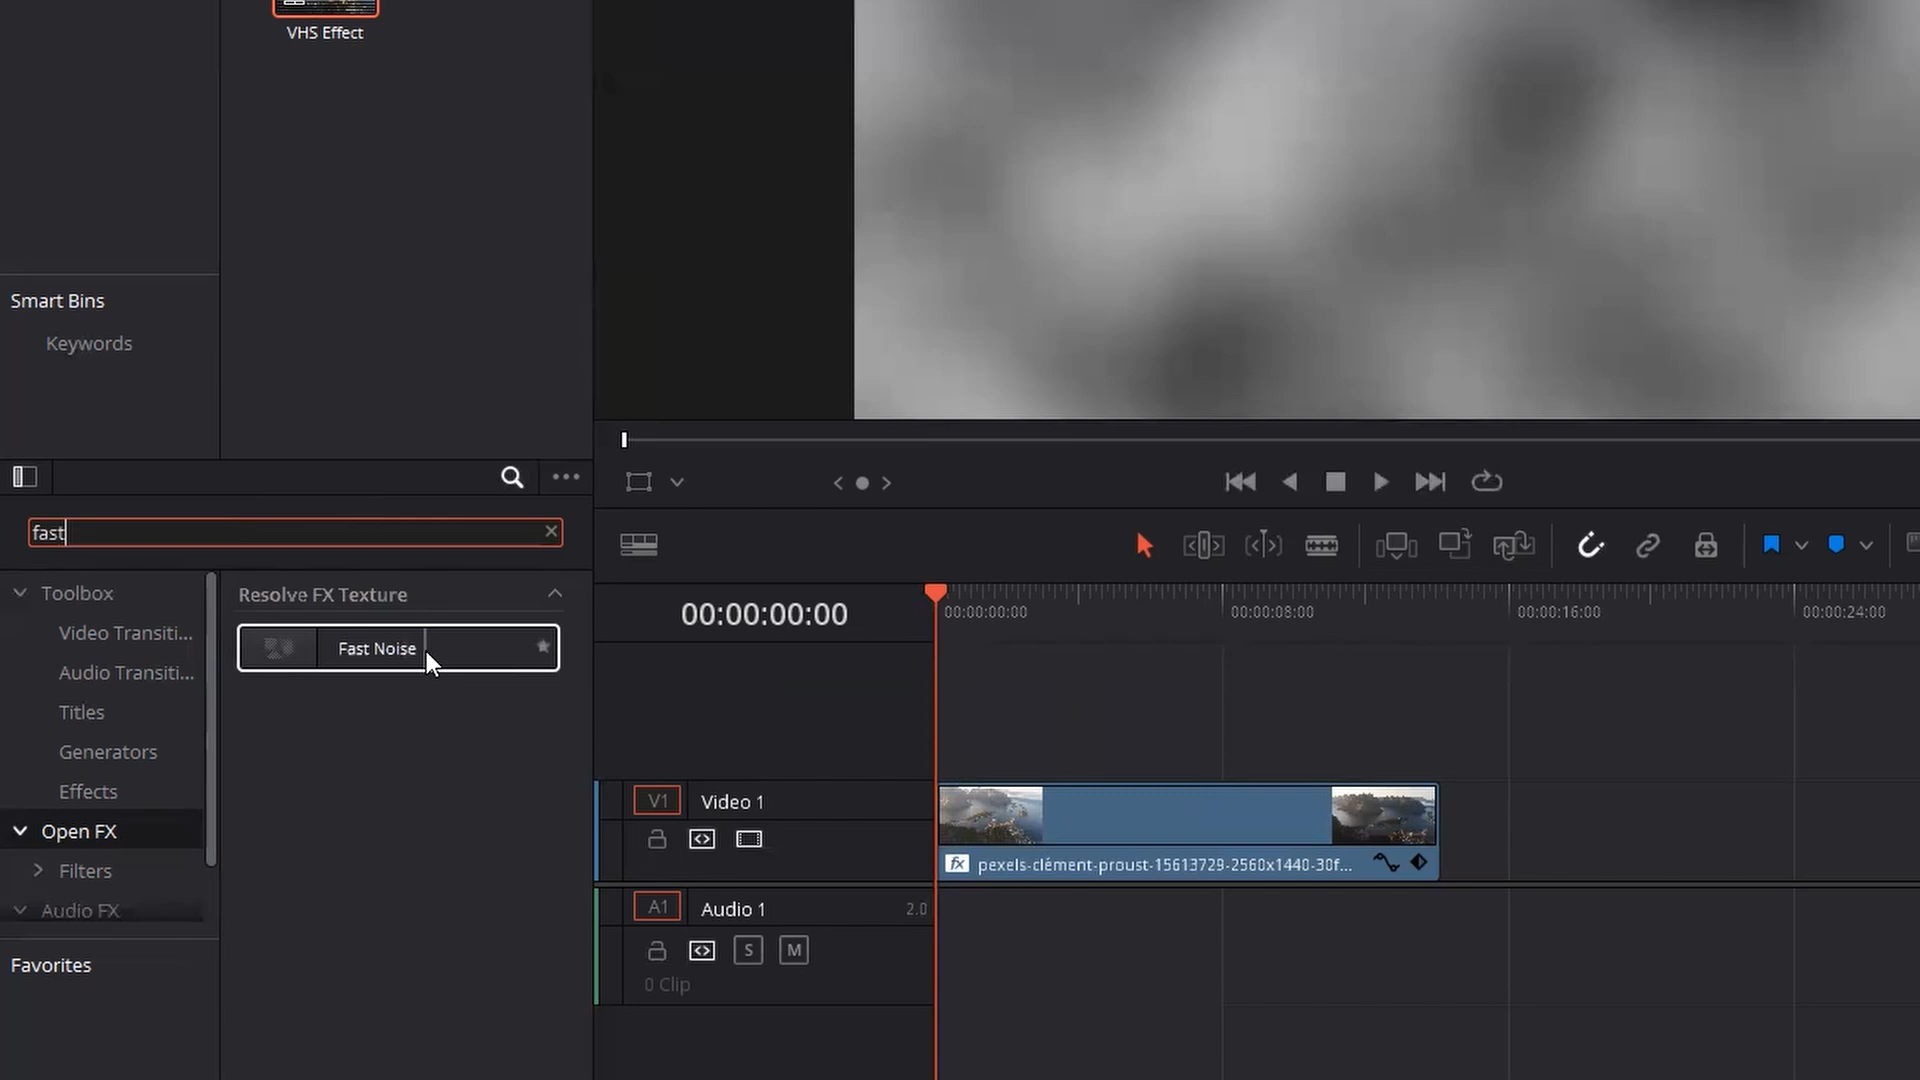 VHS Effect
Smart Bins
Keywords
fast
Toolbox
Video Transiti...
Audio Transiti...
Titles
Generators
Effects
Open FX
Filters
Audio FX
Favorites
Resolve FX Texture
Fast Noise
00:00:00:00
00:00:00:00
00:00:08:00
00:00:16:00
00:00:24:00
V1
Video 1
fx
pexels-clément-proust-15613729-2560x1440-30f...
A1
Audio 1
2.0
S
M
0 Clip